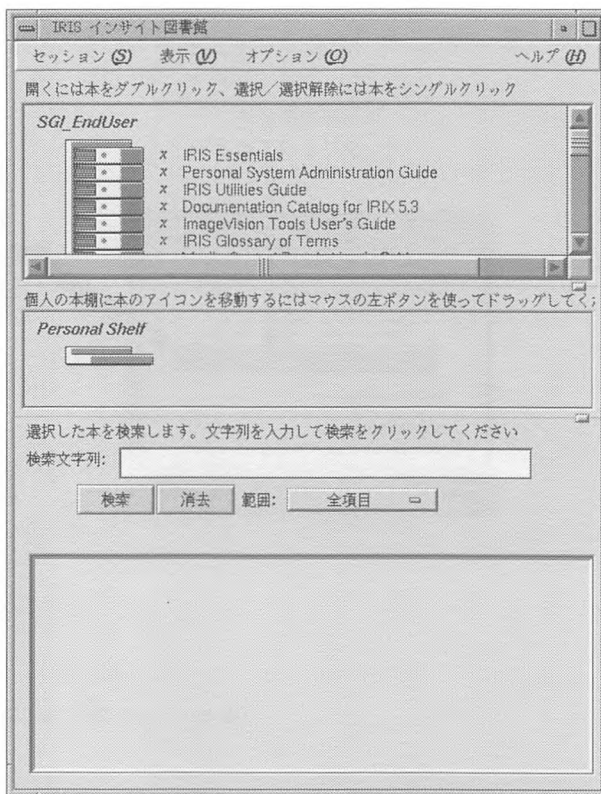 IRIS インサイト図書館
セッション (S) 表示 (V) オプション (O) ヘルプ (H)
開くには本をダブルクリック、選択／選択解除には本をシングルクリック
SGI_EndUser
x IRIS Essentials
x Personal System Administration Guide
x IRIS Utilities Guide
x Documentation Catalog for IRIX 5.3
x ImageVision Tools User's Guide
x IRIS Glossary of Terms
個人の本棚に本のアイコンを移動するにはマウスの左ボタンを使ってドラッグしてく
Personal Shelf
選択した本を検索します。文字列を入力して検索をクリックしてください
検索文字列:
検索 消去 範囲: 全項目